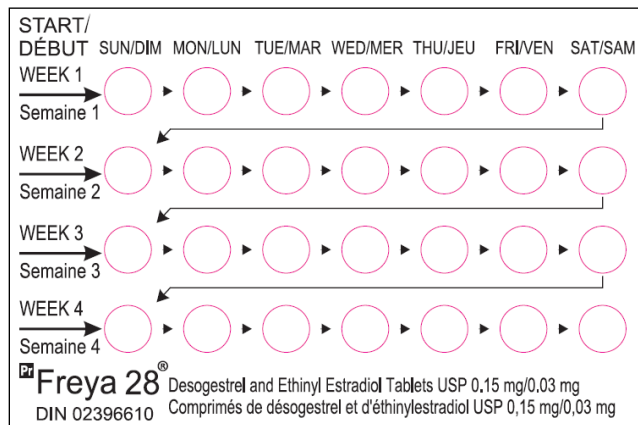 START/
DÉBUT SUN/DIM MON/LUN TUE/MAR WED/MER THU/JEU FRI/VEN SAT/SAM
WEEK 1
Semaine 1
WEEK 2
Semaine 2
WEEK 3
Semaine 3
WEEK 4
Semaine 4
Pr Freya 28® Desogestrel and Ethinyl Estradiol Tablets USP 0.15 mg/0.03 mg
DIN 02396610 Comprimés de désogestrel et d'éthinylestradiol USP 0,15 mg/0,03 mg